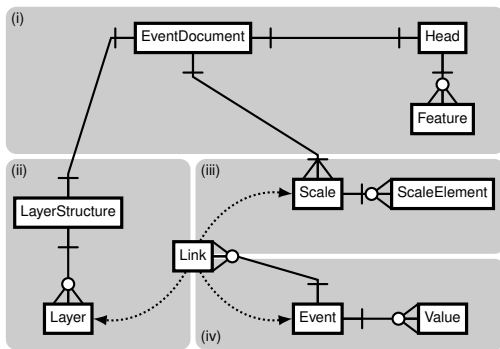 (i)
EventDocument
Head
Feature
(ii)
LayerStructure
Layer
(iii)
Scale
ScaleElement
Link
Event
Value
(iv)